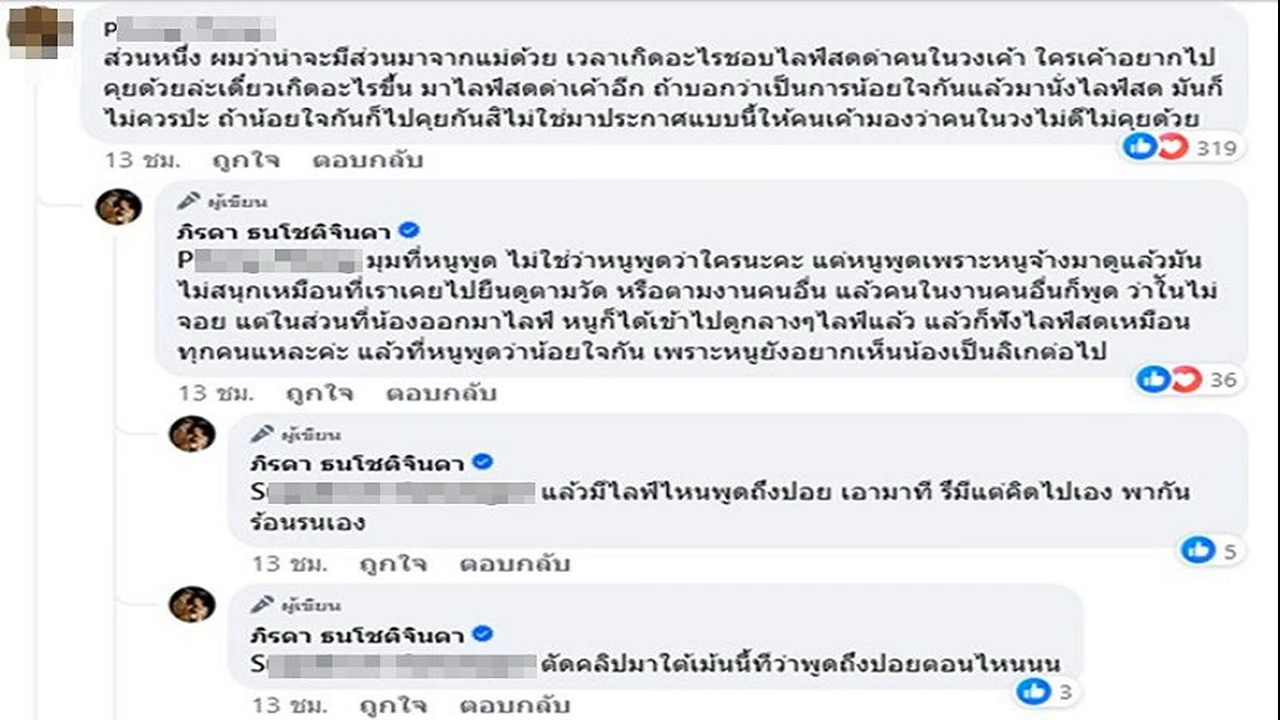 P
ส่วนหนึ่ง ผมว่าน่าจะมีส่วนมาจากแม่ด้วย เวลาเกิดอะไรชอบไลฟ์สดด่าคนในวงเค้า ใครเค้าอยากไป
คุยด้วยล่ะเดี๋ยวเกิดอะไรขึ้น มาไลฟ์สดด่าเค้าอีก ถ้าบอกว่าเป็นการน้อยใจกันแล้วมานั่งไลฟ์สด มันก็
ไม่ควรปะ ถ้าน้อยใจกันก็ไปคุยกันสิไม่ใช่มาประกาศแบบนี้ให้คนเค้ามองว่าคนในวงไม่ดีไม่คุยด้วย
319
13 ชม. ถูกใจ ตอบกลับ
ผู้เขียน
ภิรดา ธนโชติจินดา
P มุมที่หนูพูด ไม่ใช่ว่าหนูพูดว่าใครนะคะ แต่หนูพูดเพราะหนูจ้างมาดูแล้วมัน
ไม่สนุกเหมือนที่เราเคยไปยืนดูตามวัด หรือตามงานคนอื่น แล้วคนในงานคนอื่นก็พูด ว่าไนไม่
จอย แต่ในส่วนที่น้องออกมาไลฟ์ หนูก็ได้เข้าไปดูกลางๆไลฟ์แล้ว แล้วก็ฟังไลฟ์สดเหมือน
ทุกคนแหละค่ะ แล้วที่หนูพูดว่าน้อยใจกัน เพราะหนูยังอยากเห็นน้องเป็นลิเกต่อไป
36
13 ชม. ถูกใจ ตอบกลับ
ผู้เขียน
ภิรดา ธนโชติจินดา
S แล้วมีไลฟ์ไหนพูดถึงปอย เอามาที รึมีแต่คิดไปเอง พากัน
ร้อนรนเอง
5
13 ชม. ถูกใจ ตอบกลับ
ผู้เขียน
ภิรดา ธนโชติจินดา
S ตัดคลิปมาใต้เม้นนี้ทีว่าพูดถึงปอยตอนไหนนน
3
13 ชม. ถูกใจ ตอบกลับ